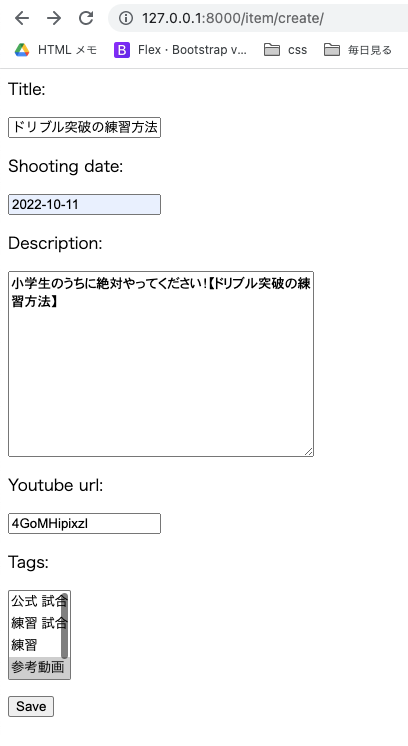 127.0.0.1:8000/item/create/
HTML メモ
Flex · Bootstrap v...
css
毎日見る
Title:
ドリブル突破の練習方法
Shooting date:
2022-10-11
Description:
小学生のうちに絶対やってください!【ドリブル突破の練
習方法】
Youtube url:
4GoMHipixzI
Tags:
公式 試合
練習 試合
練習
参考動画
Save